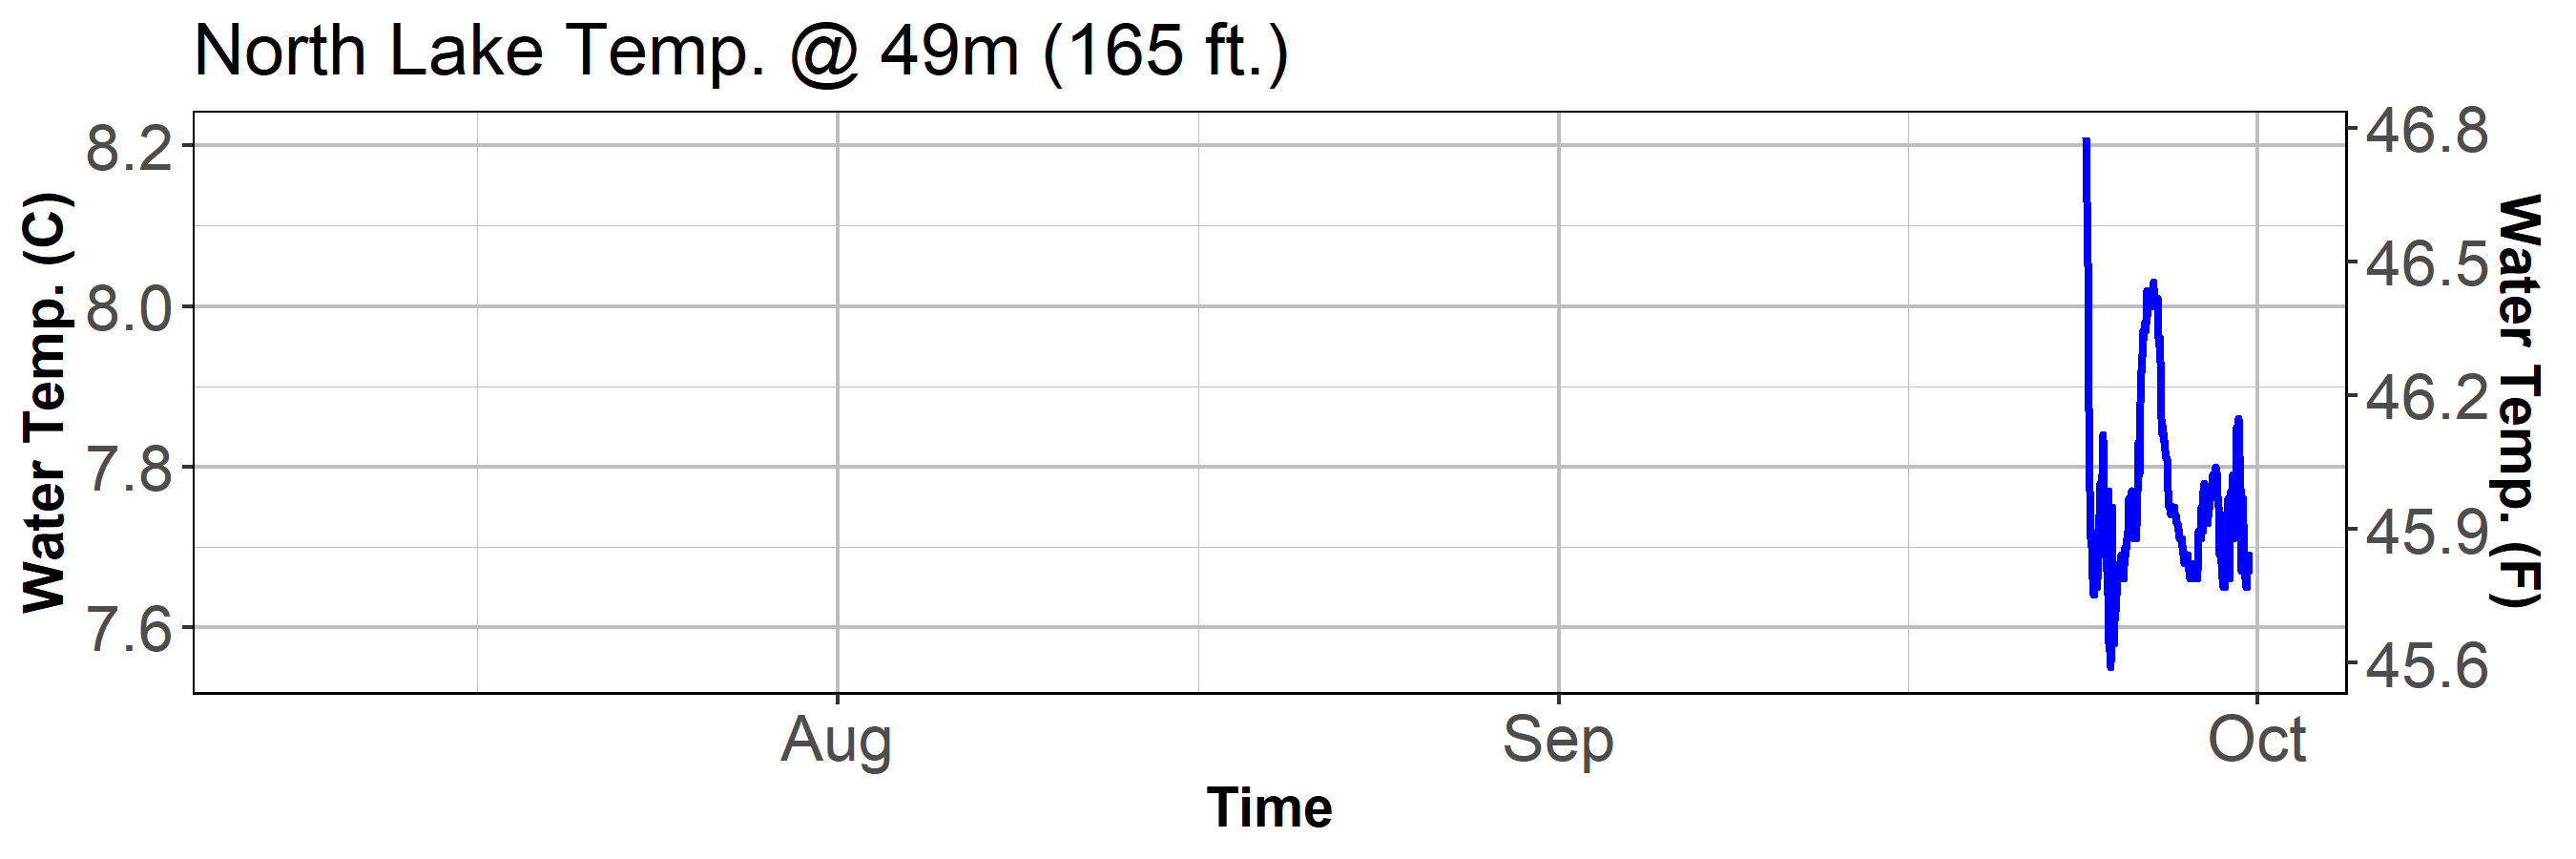 North Lake Temp. @ 49m (165 ft.)
8.2
8.0
7.8
7.6
Water Temp. (C)
46.8
46.5
46.2
45.9
45.6
Water Temp. (F)
Aug
Sep
Oct
Time